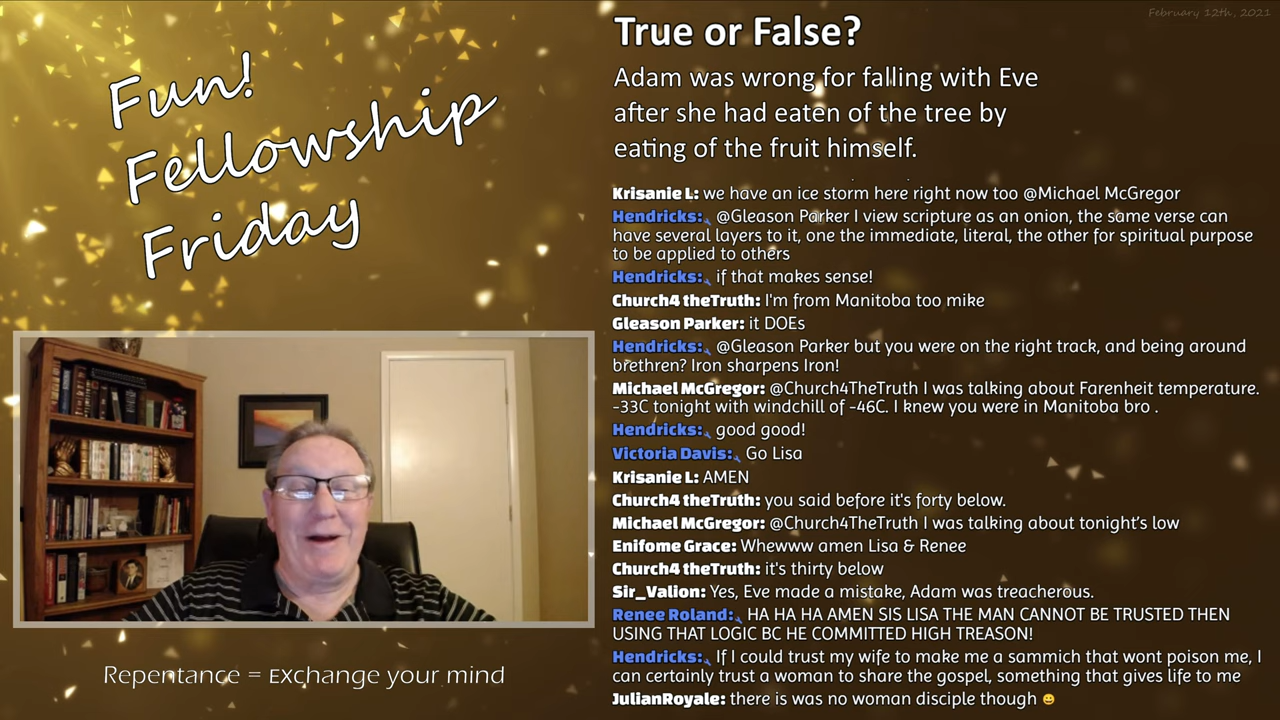 February 12th, 2021
Fun!
Fellowship
Friday
True or False?
Adam was wrong for falling with Eve
after she had eaten of the tree by
eating of the fruit himself.
Krisanie L: we have an ice storm here right now too @Michael McGregor
Hendricks: @Gleason Parker I view scripture as an onion, the same verse can
have several layers to it, one the immediate, literal, the other for spiritual purpose
to be applied to others
Hendricks: if that makes sense!
Church4 theTruth: I'm from Manitoba too mike
Gleason Parker: it DOEs
Hendricks: @Gleason Parker but you were on the right track, and being around
brethren? Iron sharpens Iron!
Michael McGregor: @Church4TheTruth I was talking about Farenheit temperature.
-33C tonight with windchill of -46C. I knew you were in Manitoba bro .
Hendricks: good good!
Victoria Davis: Go Lisa
Krisanie L: AMEN
Church4 theTruth: you said before it's forty below.
Michael McGregor: @Church4TheTruth I was talking about tonight’s low
Enifome Grace: Whewww amen Lisa & Renee
Church4 theTruth: it's thirty below
Sir_Valion: Yes, Eve made a mistake, Adam was treacherous.
Renee Roland: HA HA HA AMEN SIS LISA THE MAN CANNOT BE TRUSTED THEN
USING THAT LOGIC BC HE COMMITTED HIGH TREASON!
Hendricks: If I could trust my wife to make me a sammich that wont poison me, I
can certainly trust a woman to share the gospel, something that gives life to me
JulianRoyale: there is was no woman disciple though 😀
Repentance = EXchange your mind